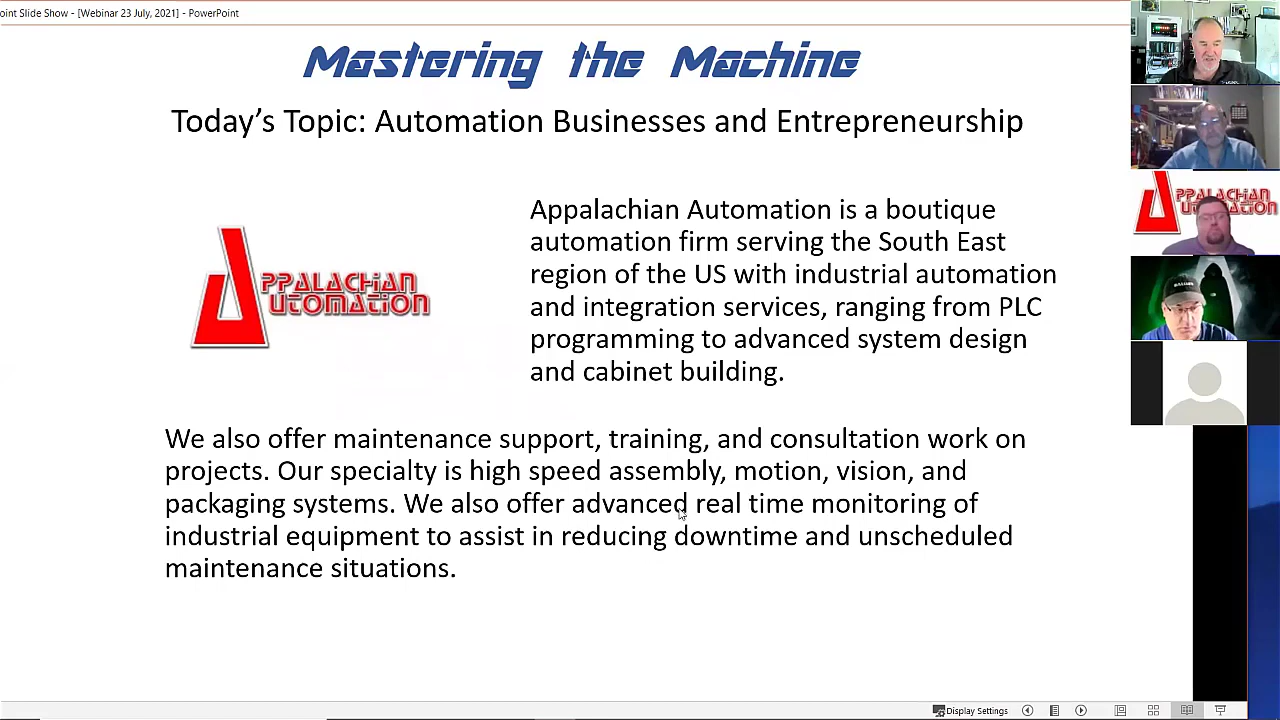 oint Slide Show - [Webinar 23 July, 2021] - PowerPoint
Mastering the Machine
Today's Topic: Automation Businesses and Entrepreneurship
APPALACHIAN
AUTOMATION
Appalachian Automation is a boutique
automation firm serving the South East
region of the US with industrial automation
and integration services, ranging from PLC
programming to advanced system design
and cabinet building.
We also offer maintenance support, training, and consultation work on
projects. Our specialty is high speed assembly, motion, vision, and
packaging systems. We also offer advanced real time monitoring of
industrial equipment to assist in reducing downtime and unscheduled
maintenance situations.
APPALACHIAN
AUTOMATION
Display Settings